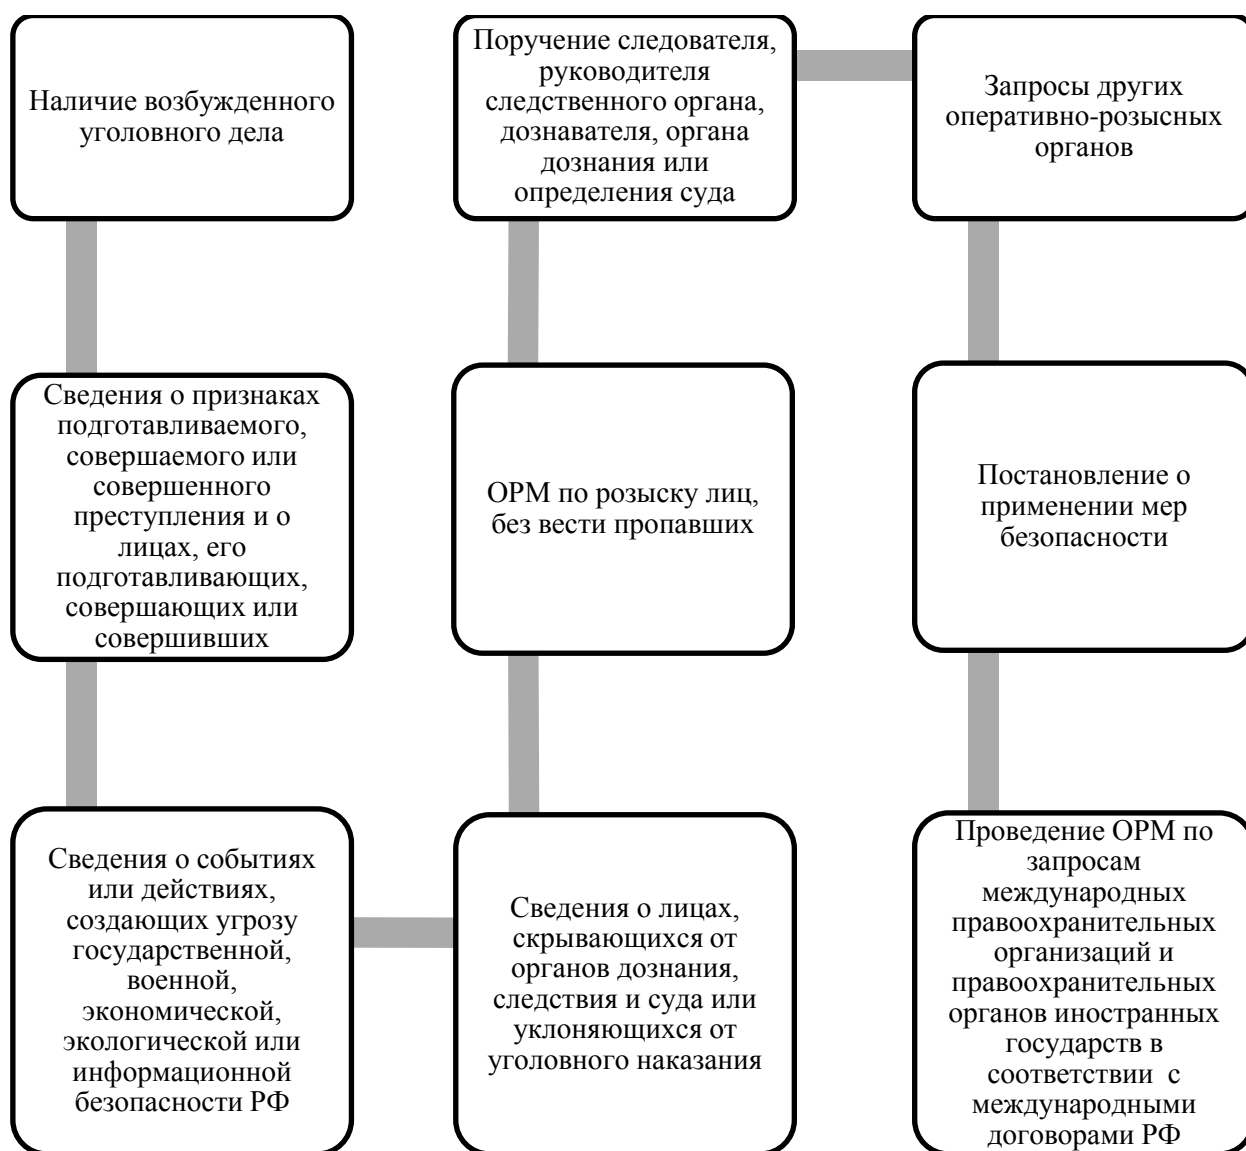 Наличие возбужденного
уголовного дела
Сведения о признаках
подготавливаемого,
совершаемого или
совершенного
преступления и о
лицах, его
подготавливающих,
совершающих или
совершивших
Сведения о событиях
или действиях,
создающих угрозу
государственной,
военной,
экономической,
экологической или
информационной
безопасности РФ
Сведения о лицах,
скрывающихся от
органов дознания,
следствия и суда или
уклоняющихся от
уголовного наказания
ОРМ по розыску лиц,
без вести пропавших
Поручение следователя,
руководителя
следственного органа,
дознавателя, органа
дознания или
определения суда
Запросы других
оперативно-розысных
органов
Постановление о
применении мер
безопасности
Проведение ОРМ по
запросам
международных
правоохранительных
организаций и
правоохранительных
органов иностранных
государств в
соответствии с
международными
договорами РФ